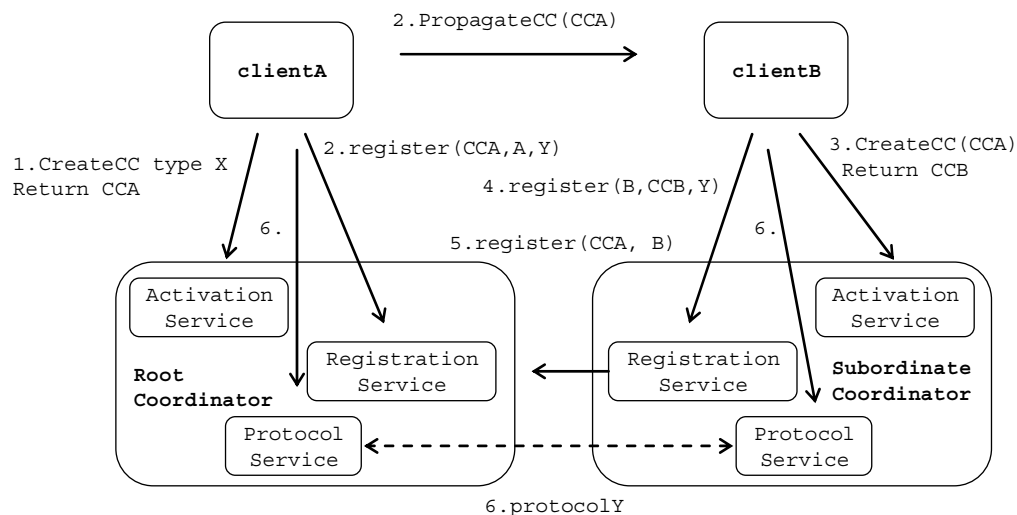 2.PropagateCC(CCA)
clientA
clientB
1.CreateCC type X
Return CCA
2.register(CCA,A,Y)
3.CreateCC(CCA)
Return CCB
4.register(B,CCB,Y)
6.
6.
5.register(CCA, B)
Activation
Service
Activation
Service
Registration
Service
Registration
Service
Root
Coordinator
Subordinate
Coordinator
Protocol
Service
Protocol
Service
6.protocolY